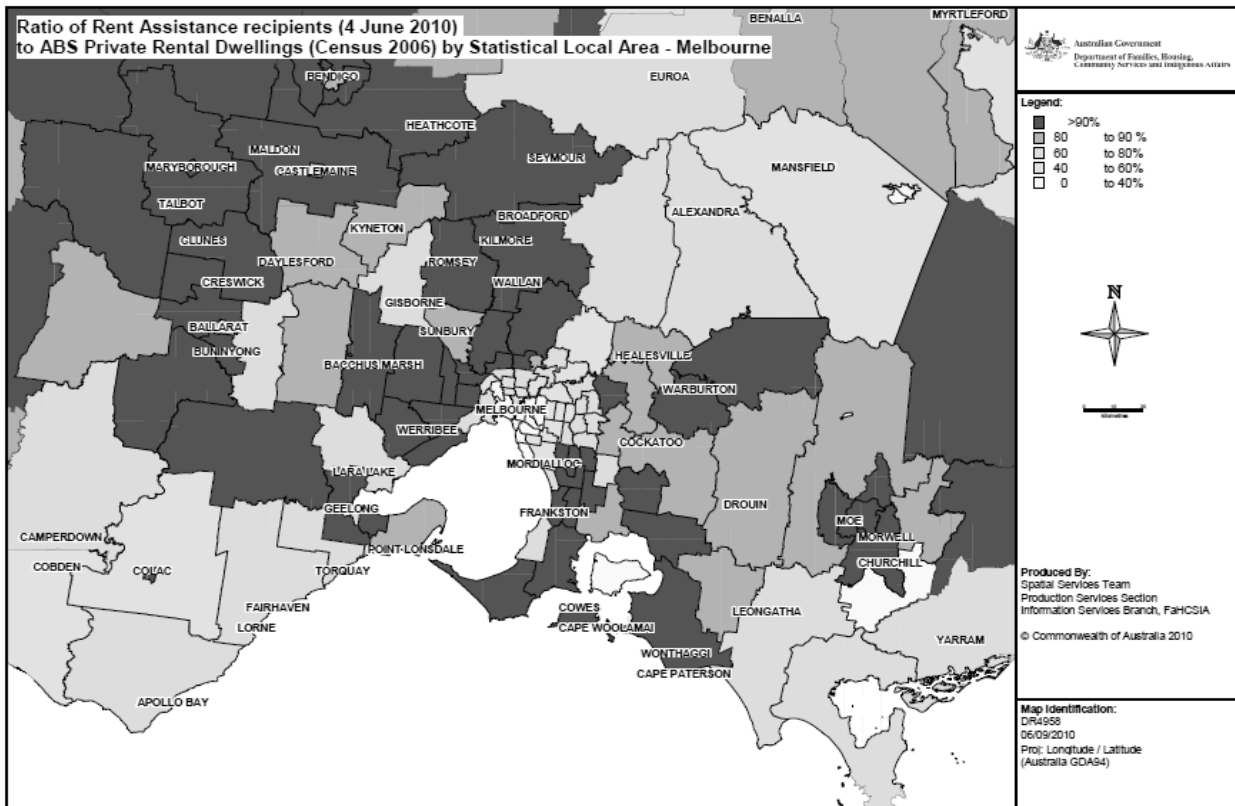 Ratio of Rent Assistance recipients (4 June 2010)
to ABS Private Rental Dwellings (Census 2006) by Statistical Local Area - Melbourne
Australian Government
Department of Families, Housing,
Community Services and Indigenous Affairs
Legend:
>90%
80 to 90 %
60 to 80%
40 to 60%
0 to 40%
N
Kilometres
Produced By:
Spatial Services Team
Production Services Section
Information Services Branch, FaHCSIA
© Commonwealth of Australia 2010
Map Identification:
DR4958
06/09/2010
Proj: Longitude / Latitude
(Australia GDA94)
MYRTLEFORD
BENALLA
BENDIGO
EUROA
HEATHCOTE
MALDON
SEYMOUR
MARYBOROUGH
CASTLEMAINE
MANSFIELD
TALBOT
ALEXANDRA
BROADFORD
KYNETON
CLUNES
KILMORE
DAYLESFORD
ROMSEY
CRESWICK
WALLAN
GISBORNE
BALLARAT
SUNBURY
BUNINYONG
HEALESVILLE
BACCHUS MARSH
WARBURTON
MELBOURNE
WERRIBEE
COCKATOO
MORDIALLOC
LARA LAKE
DROUIN
GEELONG
FRANKSTON
MOE
CAMPERDOWN
MORWELL
POINT LONSDALE
CHURCHILL
COBDEN
COLAC
TORQUAY
FAIRHAVEN
COWES
LEONGATHA
LORNE
CAPE WOOLAMAI
YARRAM
WONTHAGGI
CAPE PATERSON
APOLLO BAY